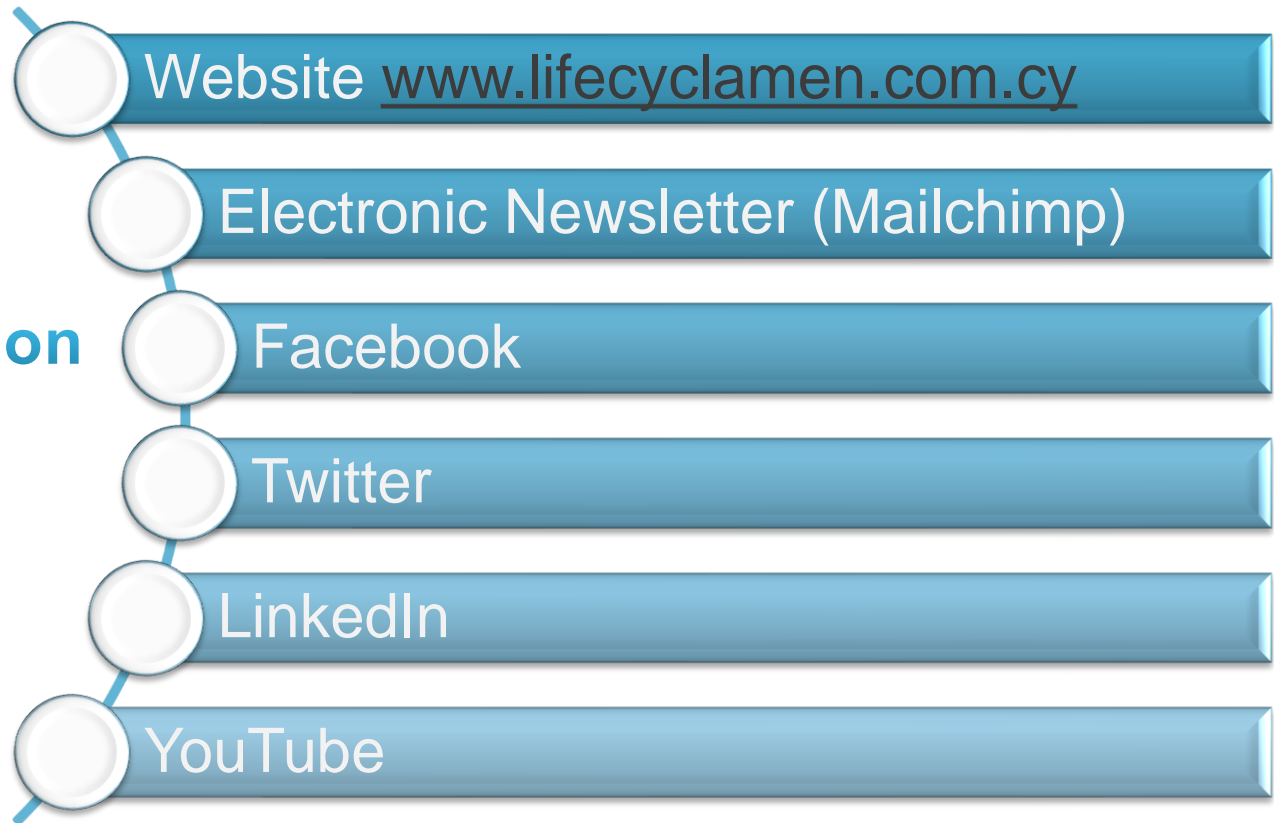 Website www.lifecyclamen.com.cy
Electronic Newsletter (Mailchimp)
on
Facebook
Twitter
LinkedIn
YouTube